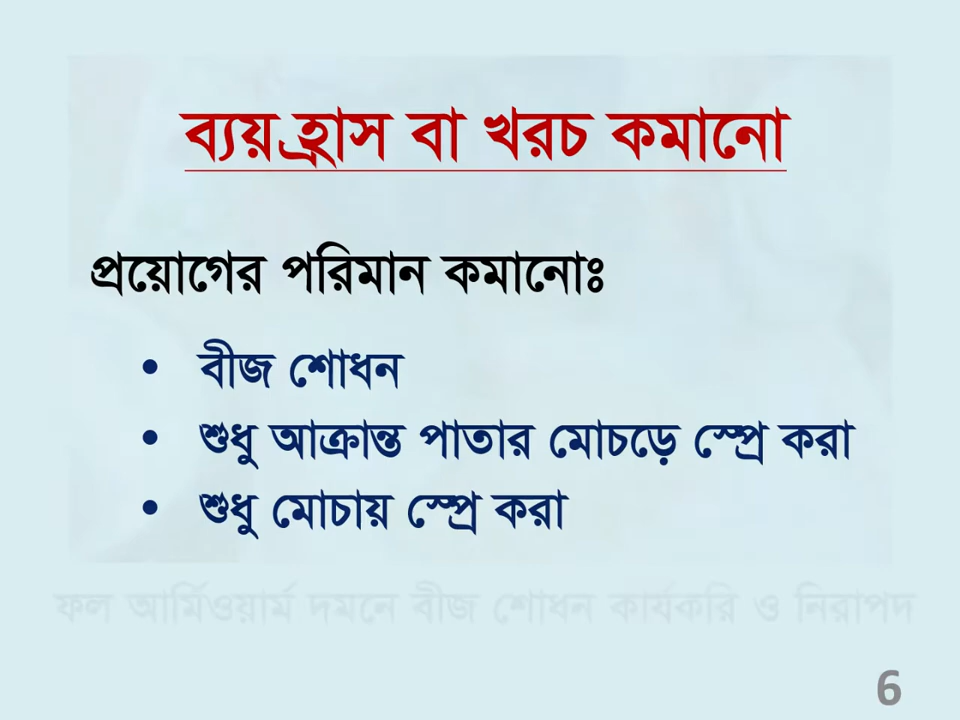 ব্যয় হ্রাস বা খরচ কমানো
প্রয়োগের পরিমান কমানোঃ
• বীজ শোধন
• শুধু আক্রান্ত পাতার মোচড়ে স্প্রে করা
• শুধু মোচায় স্প্রে করা
ফল আর্মিওয়ার্ম দমনে বীজ শোধন কার্যকরি ও নিরাপদ
6